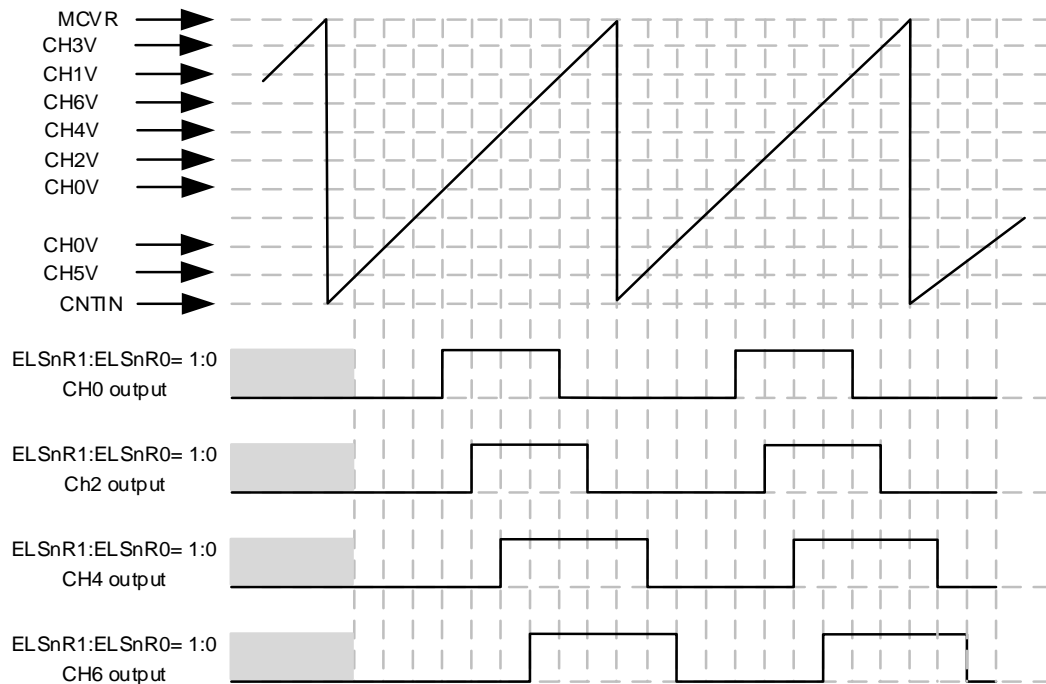 MCVR
CH3V
CH1V
CH6V
CH4V
CH2V
CH0V
CH0V
CH5V
CNTIN
ELSnR1:ELSnR0= 1:0
CH0 output
ELSnR1:ELSnR0= 1:0
Ch2 output
ELSnR1:ELSnR0= 1:0
CH4 output
ELSnR1:ELSnR0= 1:0
CH6 output